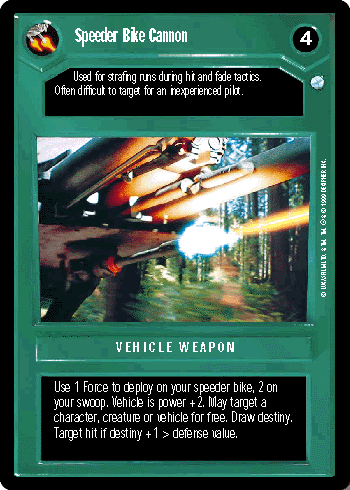 Speeder Bike Cannon
4
Used for strafing runs during hit and fade tactics.
Often difficult to target for an inexperienced pilot.
VEHICLE WEAPON
Use 1 Force to deploy on your speeder bike, 2 on
your swoop. Vehicle is power +2. May target a
character, creature or vehicle for free. Draw destiny.
Target hit if destiny +1 > defense value.